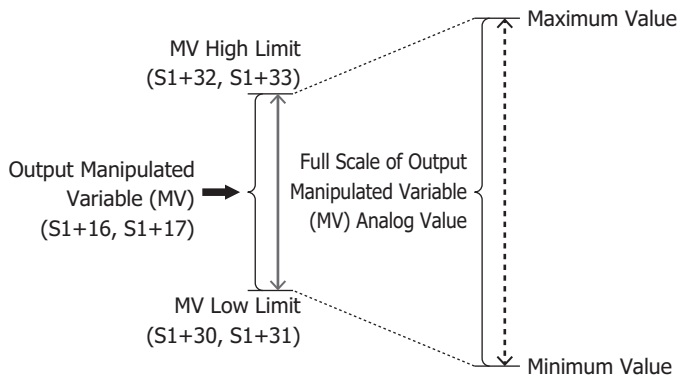 Maximum Value
MV High Limit
(S1+32, S1+33)
Output Manipulated
Variable (MV)
(S1+16, S1+17)
Full Scale of Output
Manipulated Variable
(MV) Analog Value
MV Low Limit
(S1+30, S1+31)
Minimum Value